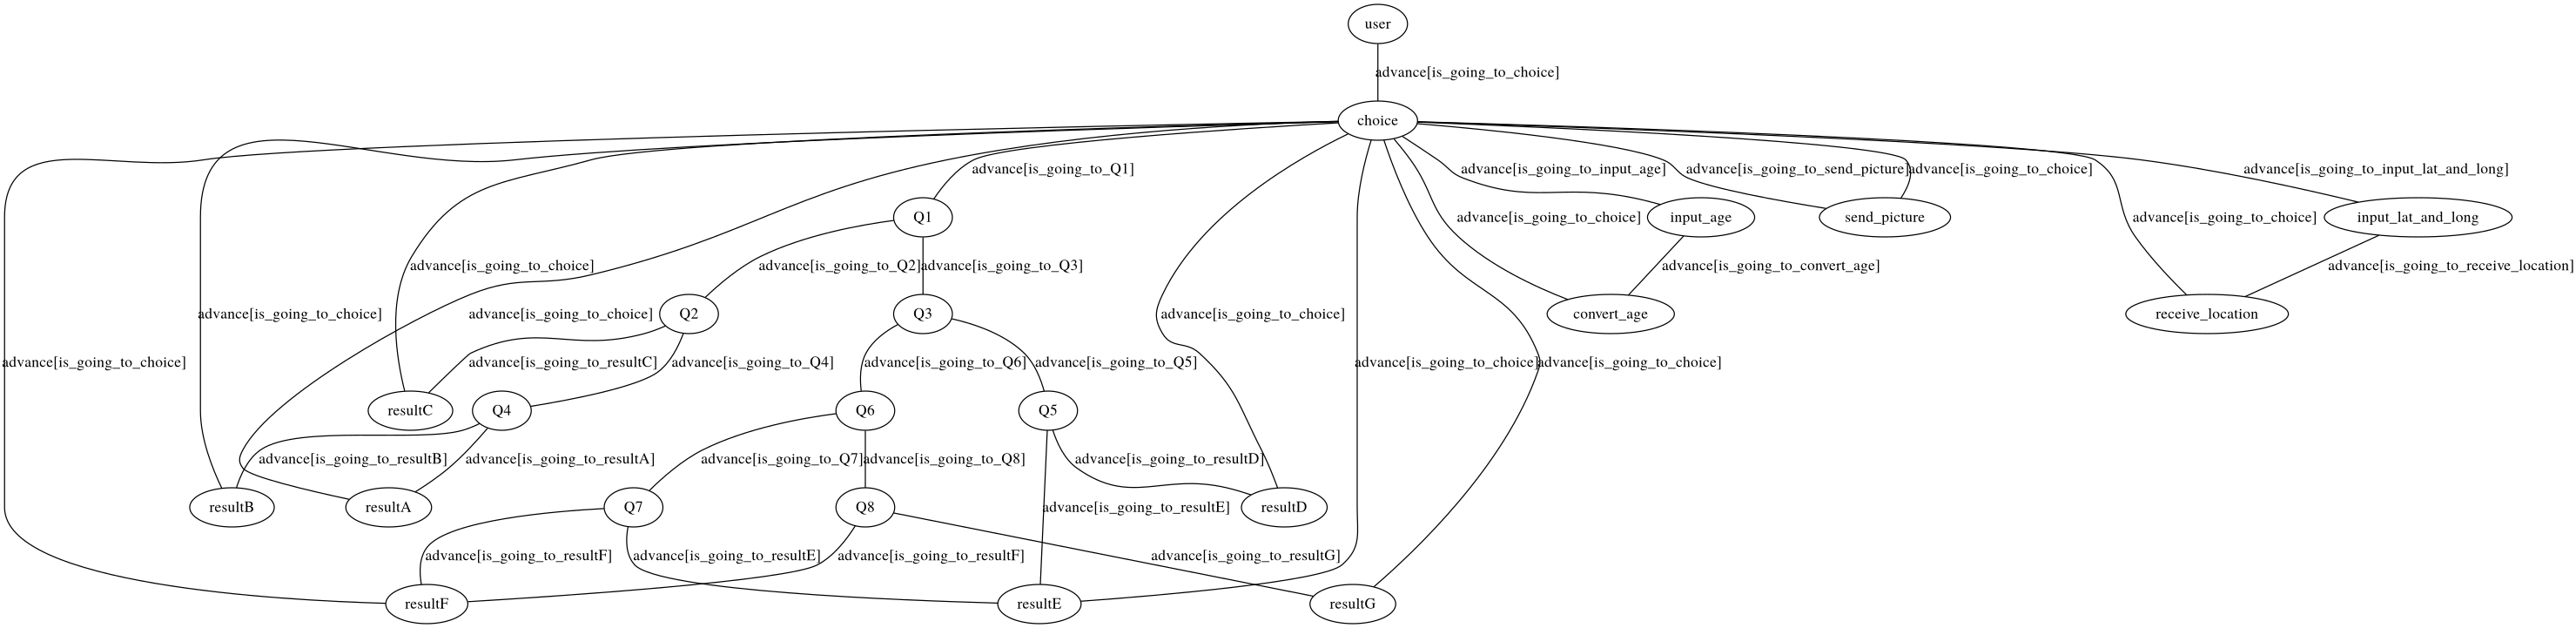 user
advance[is_going_to_choice]
choice
advance[is_going_to_Q1]
advance[is_going_to_input_age]
advance[is_going_to_send_picture]
advance[is_going_to_choice]
advance[is_going_to_input_lat_and_long]
Q1
advance[is_going_to_choice]
input_age
send_picture
advance[is_going_to_choice]
input_lat_and_long
advance[is_going_to_choice]
advance[is_going_to_Q2]
advance[is_going_to_Q3]
advance[is_going_to_convert_age]
advance[is_going_to_receive_location]
advance[is_going_to_choice]
advance[is_going_to_choice]
Q2
Q3
advance[is_going_to_choice]
convert_age
receive_location
advance[is_going_to_choice]
advance[is_going_to_resultC]
advance[is_going_to_Q4]
advance[is_going_to_Q6]
advance[is_going_to_Q5]
advance[is_going_to_choice]
advance[is_going_to_choice]
resultC
Q4
Q6
Q5
advance[is_going_to_resultB]
advance[is_going_to_resultA]
advance[is_going_to_Q7]
advance[is_going_to_Q8]
advance[is_going_to_resultD]
resultB
resultA
Q7
Q8
advance[is_going_to_resultE]
resultD
advance[is_going_to_resultF]
advance[is_going_to_resultE]
advance[is_going_to_resultF]
advance[is_going_to_resultG]
resultF
resultE
resultG